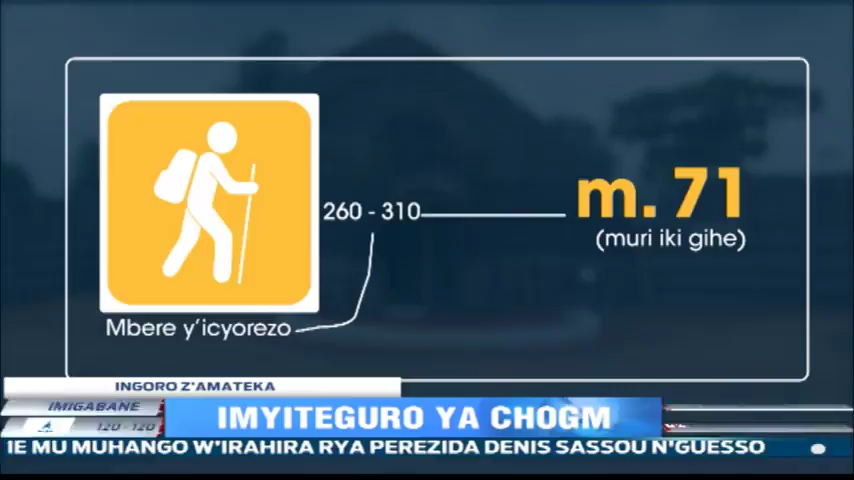 260 - 310
m. 71
(muri iki gihe)
Mbere y'icyorezo
INGORO Z'AMATEKA
IMIGABANE
IMYITEGURO YA CHOGM
120 -120
IE MU MUHANGO W'IRAHIRA RYA PEREZIDA DENIS SASSOU N'GUESSO